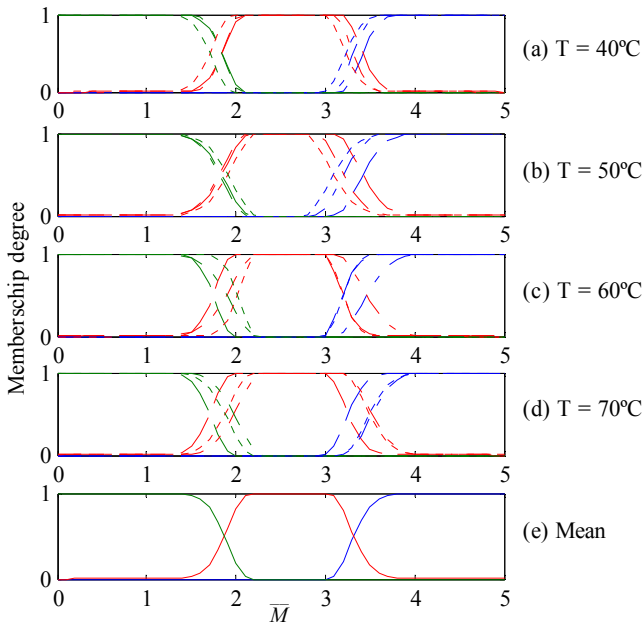 1
0
0 1 2 3 4 5
(a) T = 40ºC
1
0
0 1 2 3 4 5
(b) T = 50ºC
1
0
0 1 2 3 4 5
(c) T = 60ºC
1
0
0 1 2 3 4 5
(d) T = 70ºC
1
0
0 1 2 3 4 5
(e) Mean
Memberschip degree
M̅